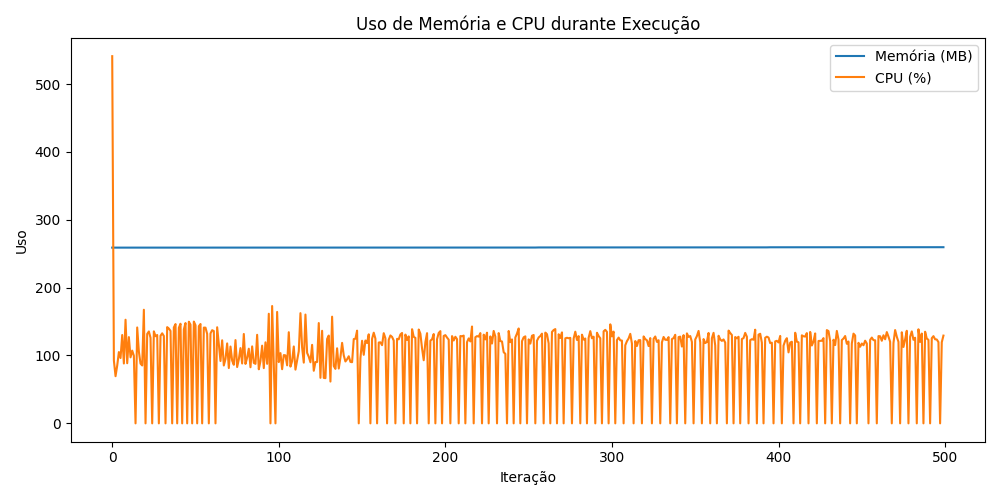 Uso de Memória e CPU durante Execução
Memória (MB)
CPU (%)
Uso
500
400
300
200
100
0
0 100 200 300 400 500
Iteração